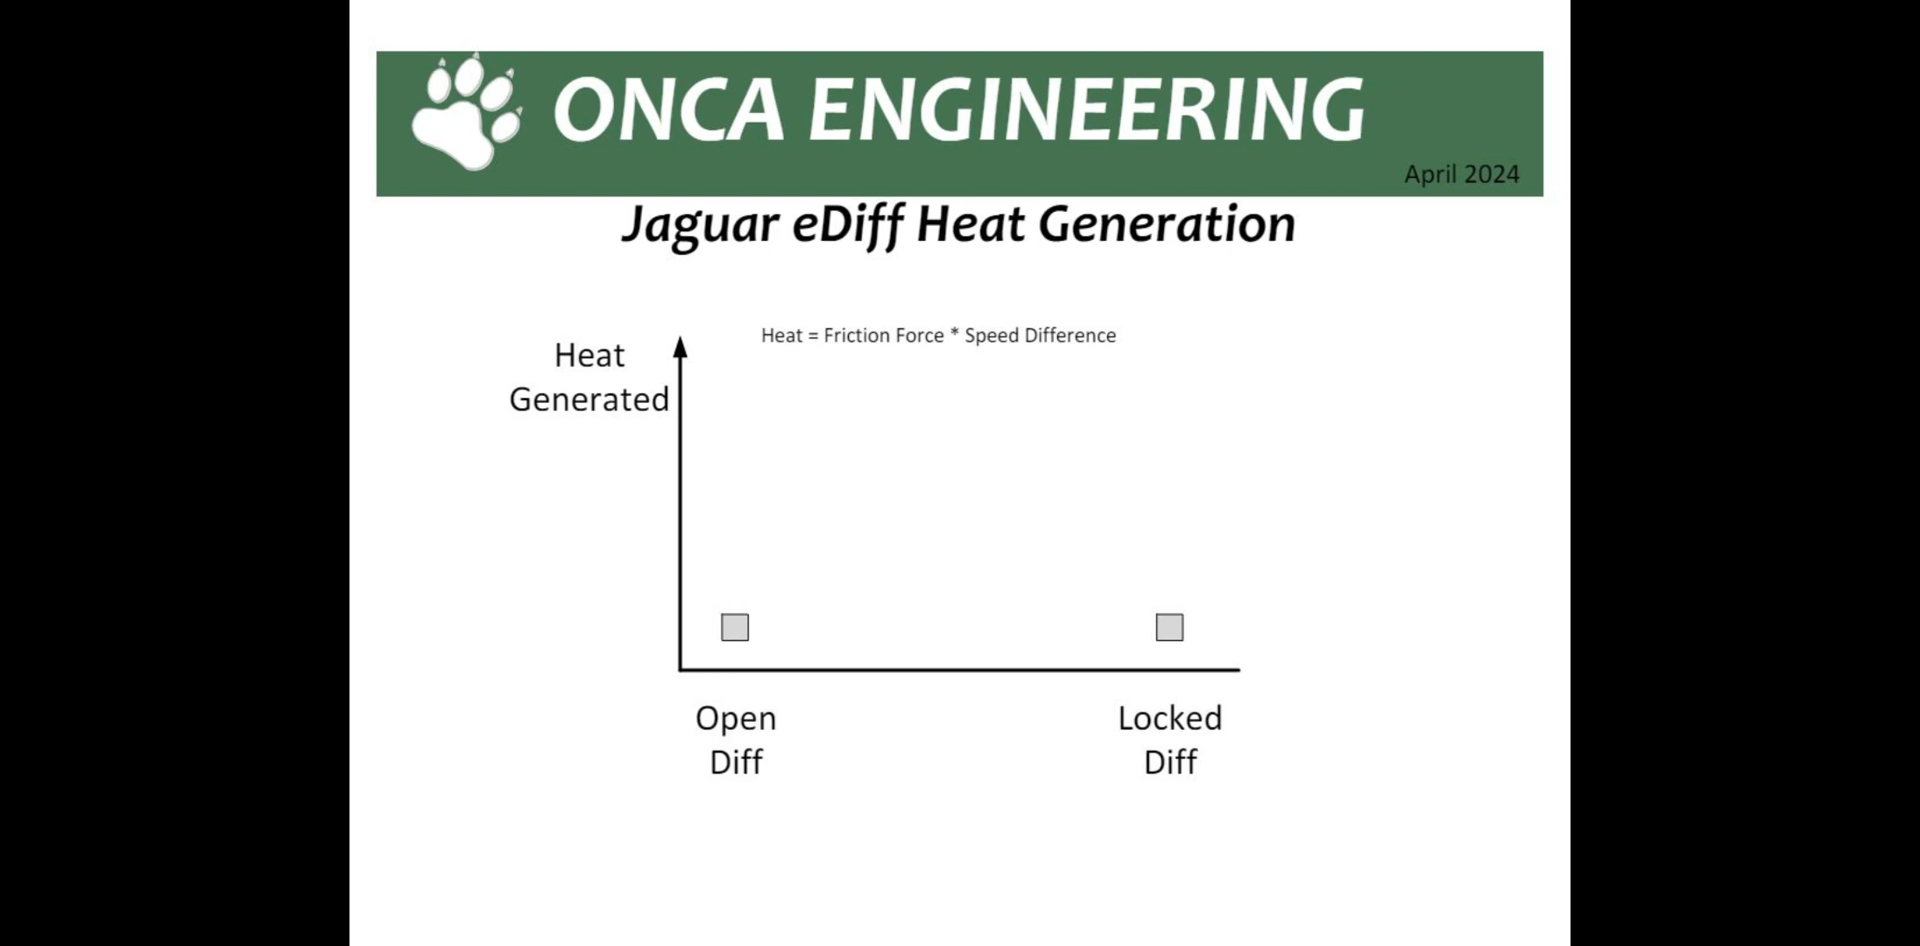 ONCA ENGINEERING
April 2024
Jaguar eDiff Heat Generation
Heat = Friction Force * Speed Difference
Heat
Generated
Open
Diff
Locked
Diff